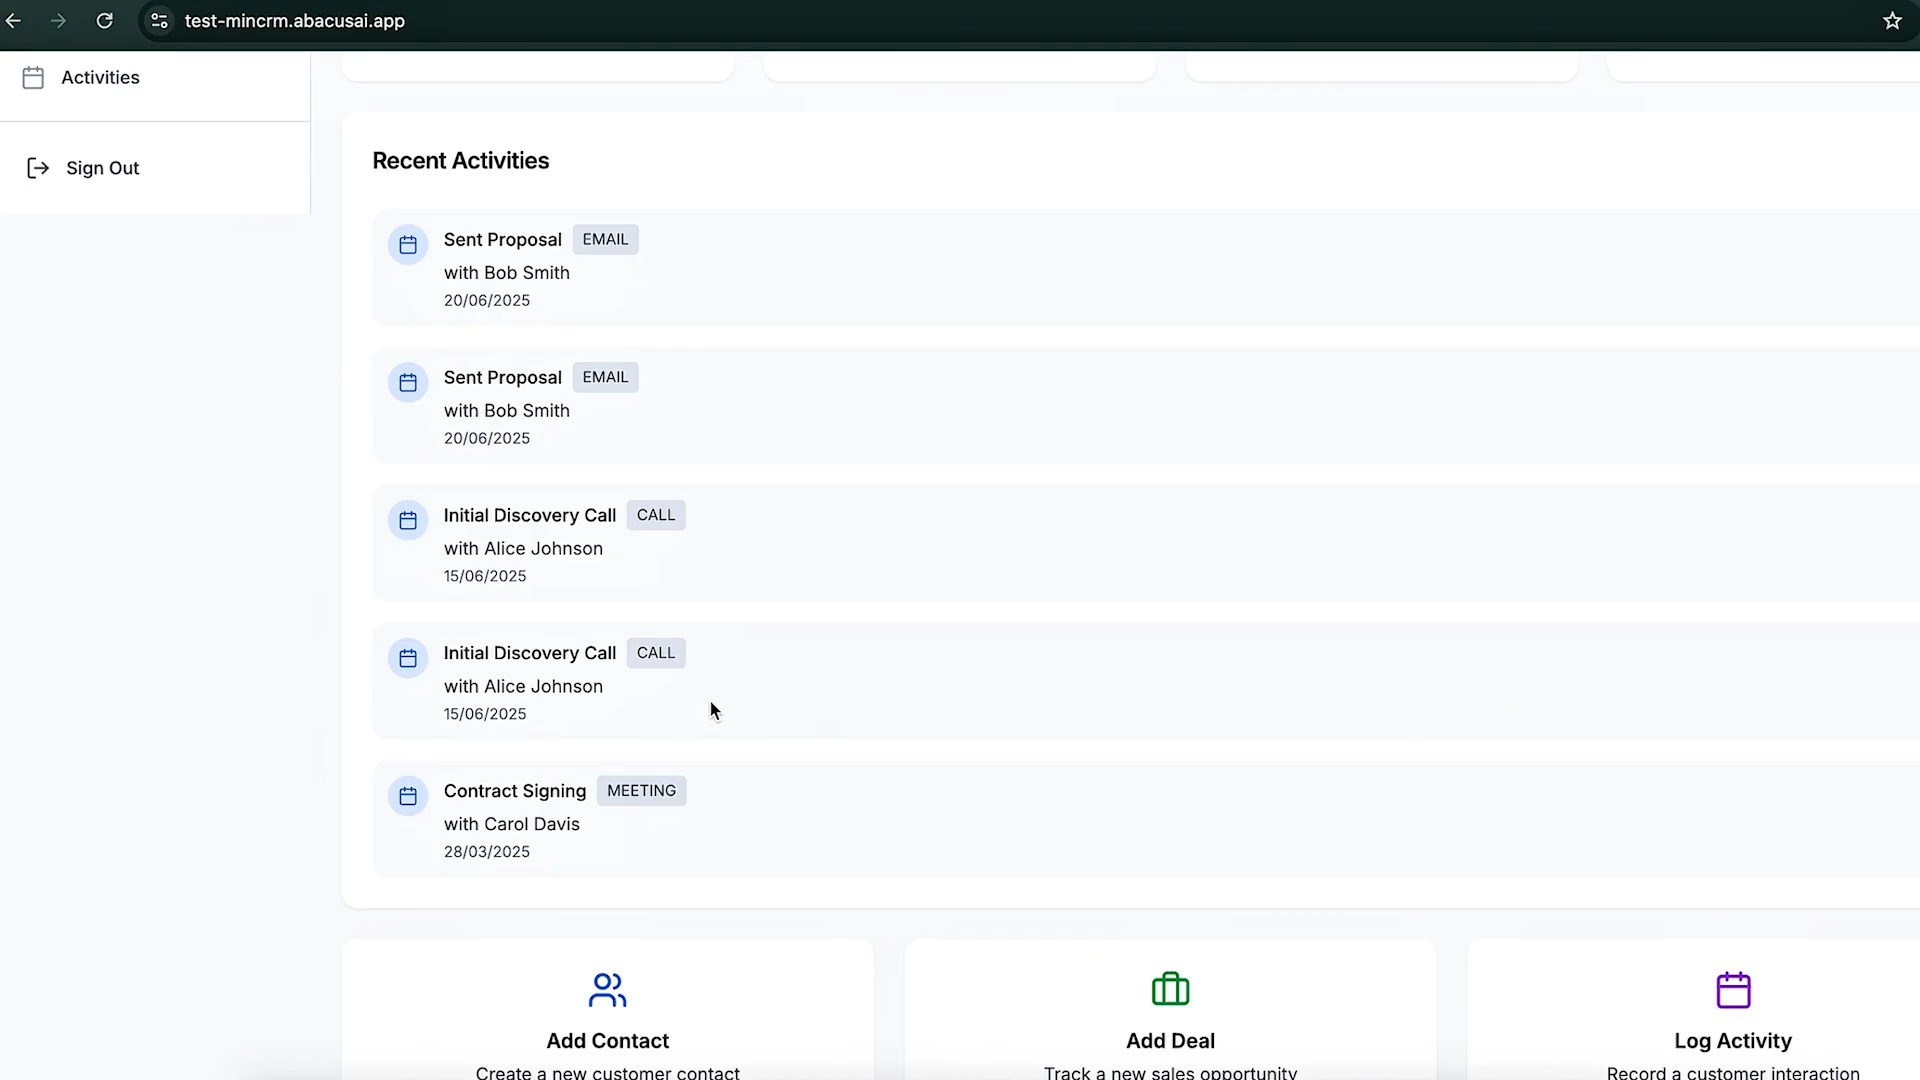 test-mincrm.abacusai.app
Activities
Sign Out
Recent Activities
Sent Proposal EMAIL
with Bob Smith
20/06/2025
Sent Proposal EMAIL
with Bob Smith
20/06/2025
Initial Discovery Call CALL
with Alice Johnson
15/06/2025
Initial Discovery Call CALL
with Alice Johnson
15/06/2025
Contract Signing MEETING
with Carol Davis
28/03/2025
Add Contact
Create a new customer contact
Add Deal
Track a new sales opportunity
Log Activity
Record a customer interaction